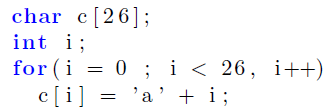 char c[26];
int i;
for(i = 0 ; i < 26, i++)
c[i] = 'a' + i;